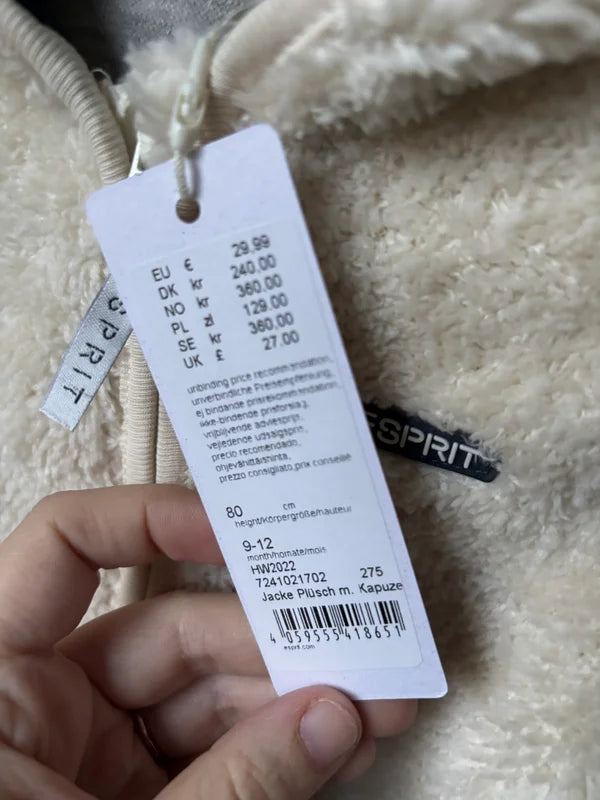 EU € 29.99
DK kr 240.00
NO kr 360.00
PL zł 129.00
SE kr 360.00
UK £ 27.00
unbinding price recommendation,
unverbindliche Preisempfehlung,
ej bindande prisrekommendation,
ikke-bindende prisforslag,
vrijblijvende adviesprijs,
vejledende udsalgspris,
precio recomendado,
ohjevähittäishinta,
prezzo consigliato,prix conseillé
80 cm
height/körpergröße/hauteur
9-12
month/monate/mois
HW2022
7241021702 275
Jacke Plüsch m. Kapuze
4 059555 418651
esprit.com
SPRIT
ESPRIT